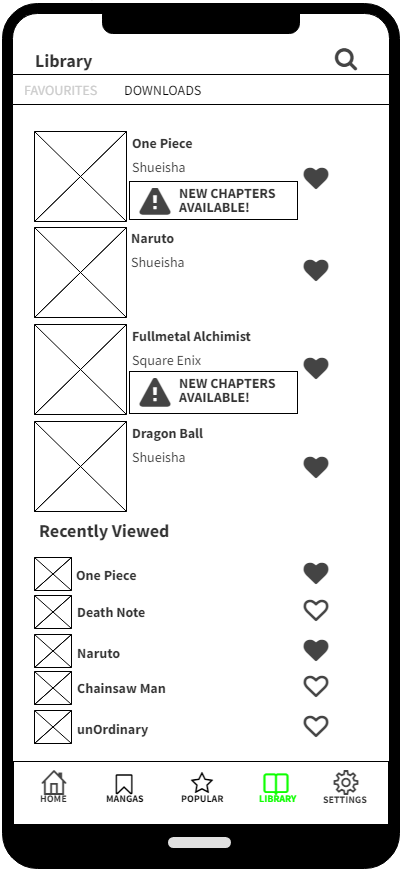 Library
FAVOURITES DOWNLOADS
One Piece
Shueisha
NEW CHAPTERS
AVAILABLE!
Naruto
Shueisha
Fullmetal Alchimist
Square Enix
NEW CHAPTERS
AVAILABLE!
Dragon Ball
Shueisha
Recently Viewed
One Piece
Death Note
Naruto
Chainsaw Man
unOrdinary
HOME MANGAS POPULAR LIBRARY SETTINGS